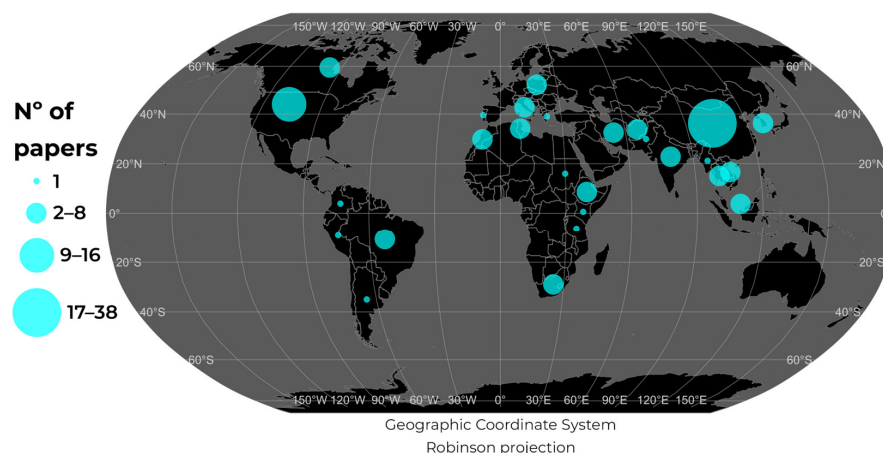 150°W 120°W 90°W 60°W 30°W 0° 30°E 60°E 90°E 120°E 150°E
60°N 60°N
Nº of
papers
1
2–8
9–16
17–38
40°N 40°N
20°N 20°N
0° 0°
20°S 20°S
40°S 40°S
60°S 60°S
150°W 120°W 90°W 60°W 30°W 0° 30°E 60°E 90°E 120°E 150°E
Geographic Coordinate System
Robinson projection